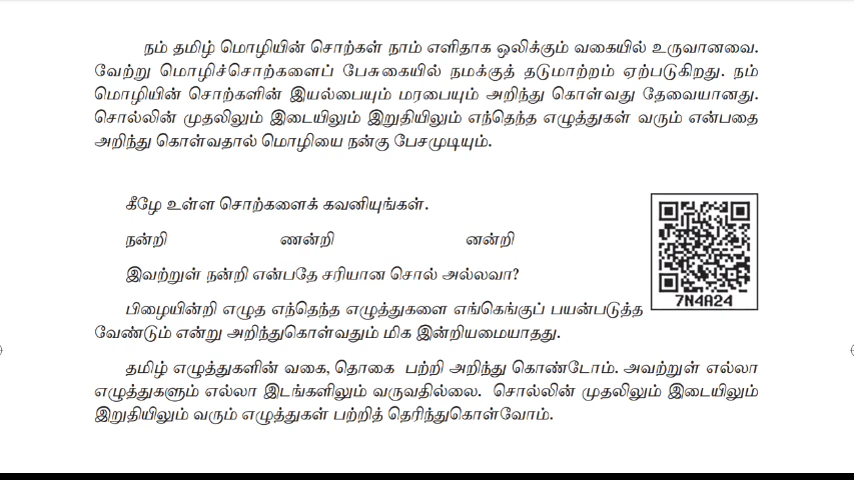 நம் தமிழ் மொழியின் சொற்கள் நாம் எளிதாக ஒலிக்கும் வகையில் உருவானவை.
வேற்று மொழிச்சொற்களைப் பேசுகையில் நமக்குத் தடுமாற்றம் ஏற்படுகிறது. நம்
மொழியின் சொற்களின் இயல்பையும் மரபையும் அறிந்து கொள்வது தேவையானது.
சொல்லின் முதலிலும் இடையிலும் இறுதியிலும் எந்தெந்த எழுத்துகள் வரும் என்பதை
அறிந்து கொள்வதால் மொழியை நன்கு பேசமுடியும்.
கீழே உள்ள சொற்களைக் கவனியுங்கள்.
நன்றி ணன்றி னன்றி
இவற்றுள் நன்றி என்பதே சரியான சொல் அல்லவா?
பிழையின்றி எழுத எந்தெந்த எழுத்துகளை எங்கெங்குப் பயன்படுத்த
வேண்டும் என்று அறிந்துகொள்வதும் மிக இன்றியமையாதது.
7N4A24
தமிழ் எழுத்துகளின் வகை, தொகை பற்றி அறிந்து கொண்டோம். அவற்றுள் எல்லா
எழுத்துகளும் எல்லா இடங்களிலும் வருவதில்லை. சொல்லின் முதலிலும் இடையிலும்
இறுதியிலும் வரும் எழுத்துகள் பற்றித் தெரிந்துகொள்வோம்.